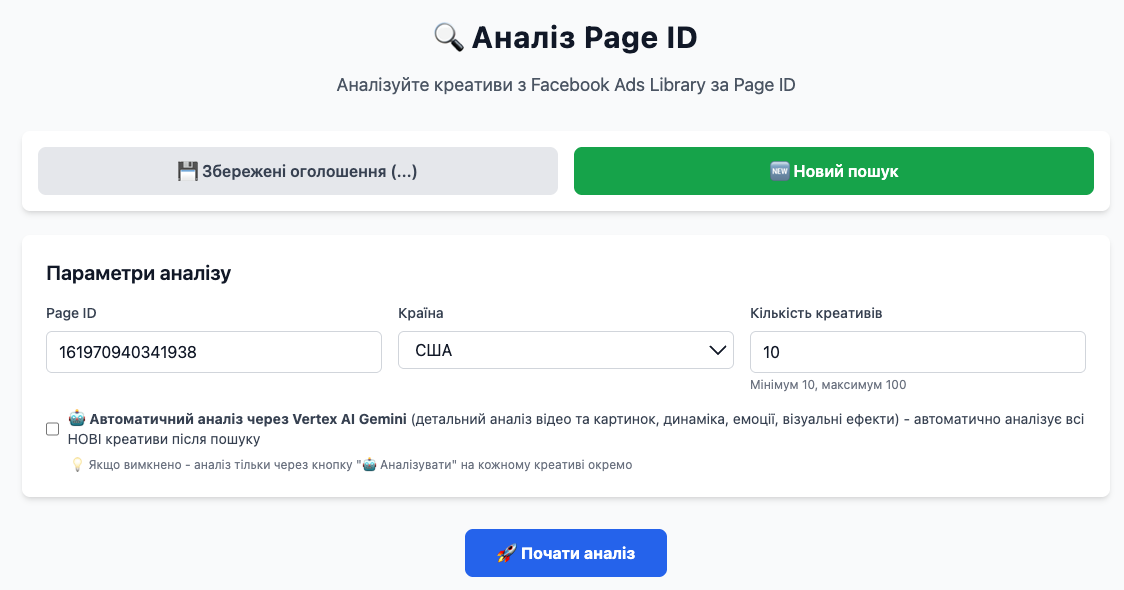 🔍 Аналіз Page ID
Аналізуйте креативи з Facebook Ads Library за Page ID
💾 Збережені оголошення (...)
🆕 Новий пошук
Параметри аналізу
Page ID
Країна
Кількість креативів
161970940341938
США
10
Мінімум 10, максимум 100
🤖 Автоматичний аналіз через Vertex AI Gemini (детальний аналіз відео та картинок, динаміка, емоції, візуальні ефекти) - автоматично аналізує всі
НОВІ креативи після пошуку
💡 Якщо вимкнено - аналіз тільки через кнопку "🤖 Аналізувати" на кожному креативі окремо
🚀 Почати аналіз